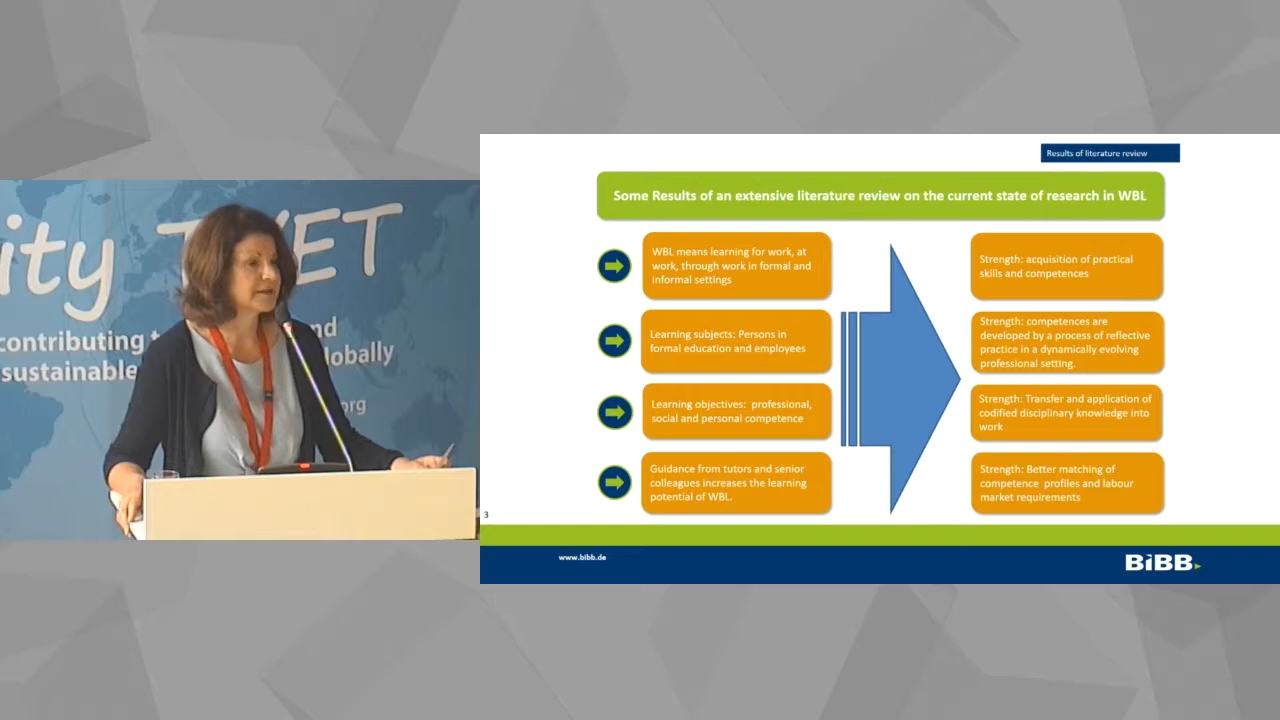 ity TVET
contributing
nd
lobally
sustainable
org
Results of literature review
Some Results of an extensive literature review on the current state of research in WBL
WBL means learning for work, at
work, through work in formal and
informal settings
Learning subjects: Persons in
formal education and employees
Learning objectives: professional,
social and personal competence
Guidance from tutors and senior
colleagues increases the learning
potential of WBL.
Strength: acquisition of practical
skills and competences
Strength: competences are
developed by a process of reflective
practice in a dynamically evolving
professional setting.
Strength: Transfer and application of
codified disciplinary knowledge into
work
Strength: Better matching of
competence profiles and labour
market requirements
3
www.bibb.de
BiBB